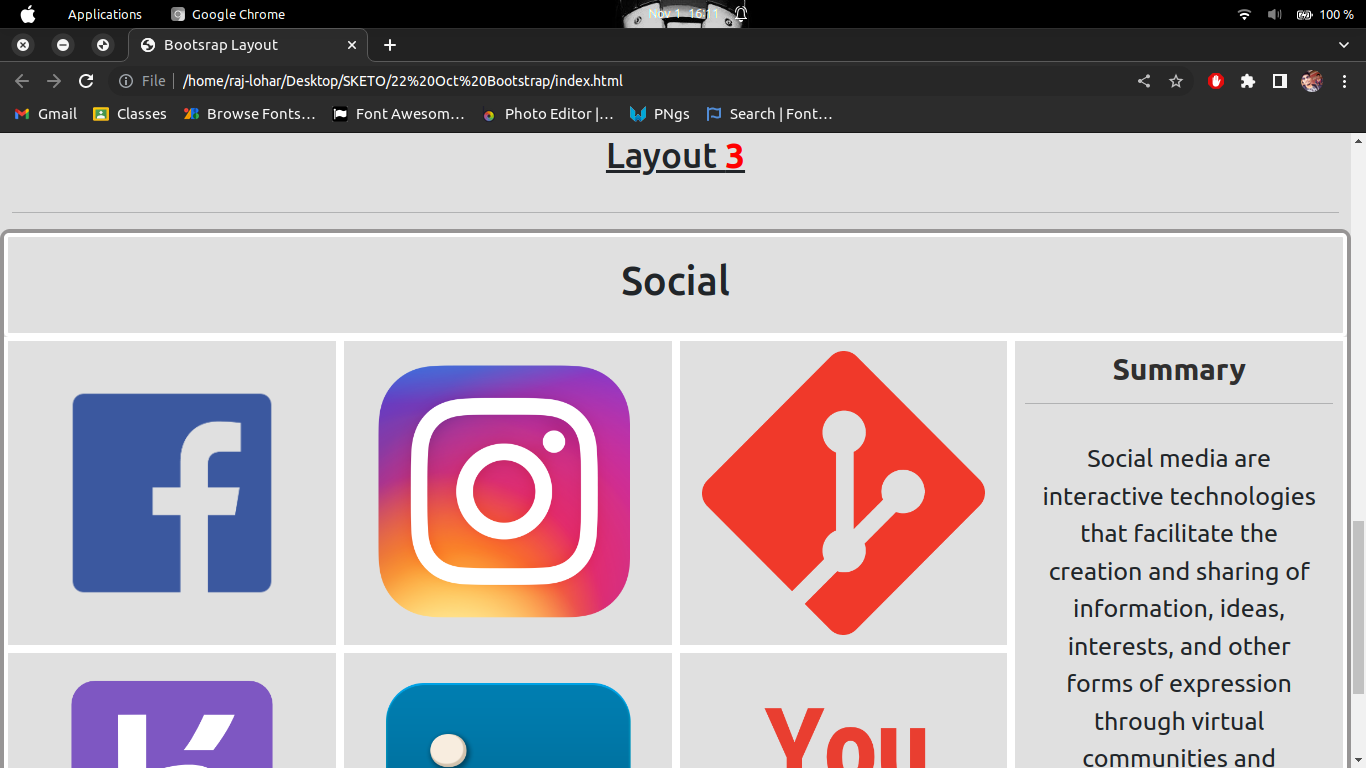 Applications Google Chrome Nov 1 16:11 100 %
Bootsrap Layout
File | /home/raj-lohar/Desktop/SKETO/22%20Oct%20Bootstrap/index.html
Gmail Classes Browse Fonts… Font Awesom… Photo Editor |… PNgs Search | Font…
Layout 3
Social
Summary
Social media are
interactive technologies
that facilitate the
creation and sharing of
information, ideas,
interests, and other
forms of expression
through virtual
communities and
You